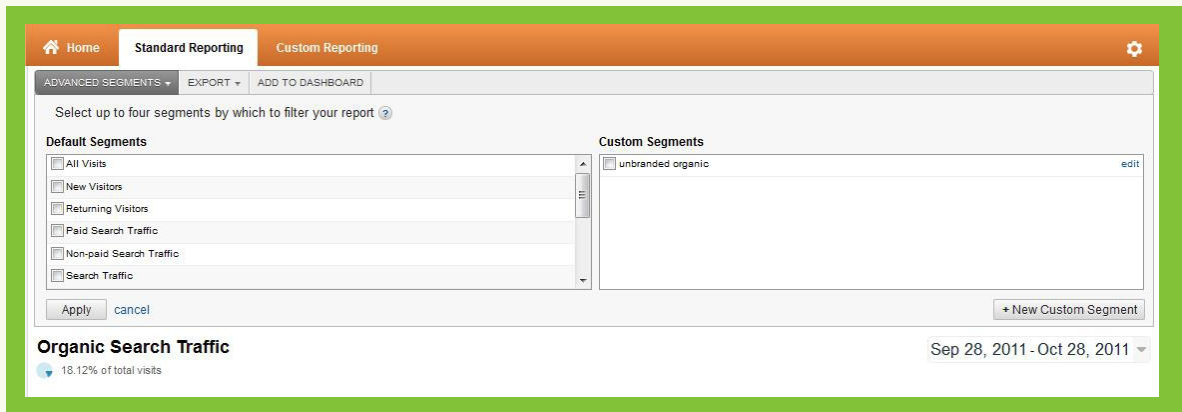 Home Standard Reporting Custom Reporting
ADVANCED SEGMENTS EXPORT ADD TO DASHBOARD
Select up to four segments by which to filter your report ?
Default Segments
All Visits
New Visitors
Returning Visitors
Paid Search Traffic
Non-paid Search Traffic
Search Traffic
Custom Segments
unbranded organic edit
Apply cancel
+ New Custom Segment
Organic Search Traffic
18.12% of total visits
Sep 28, 2011 - Oct 28, 2011